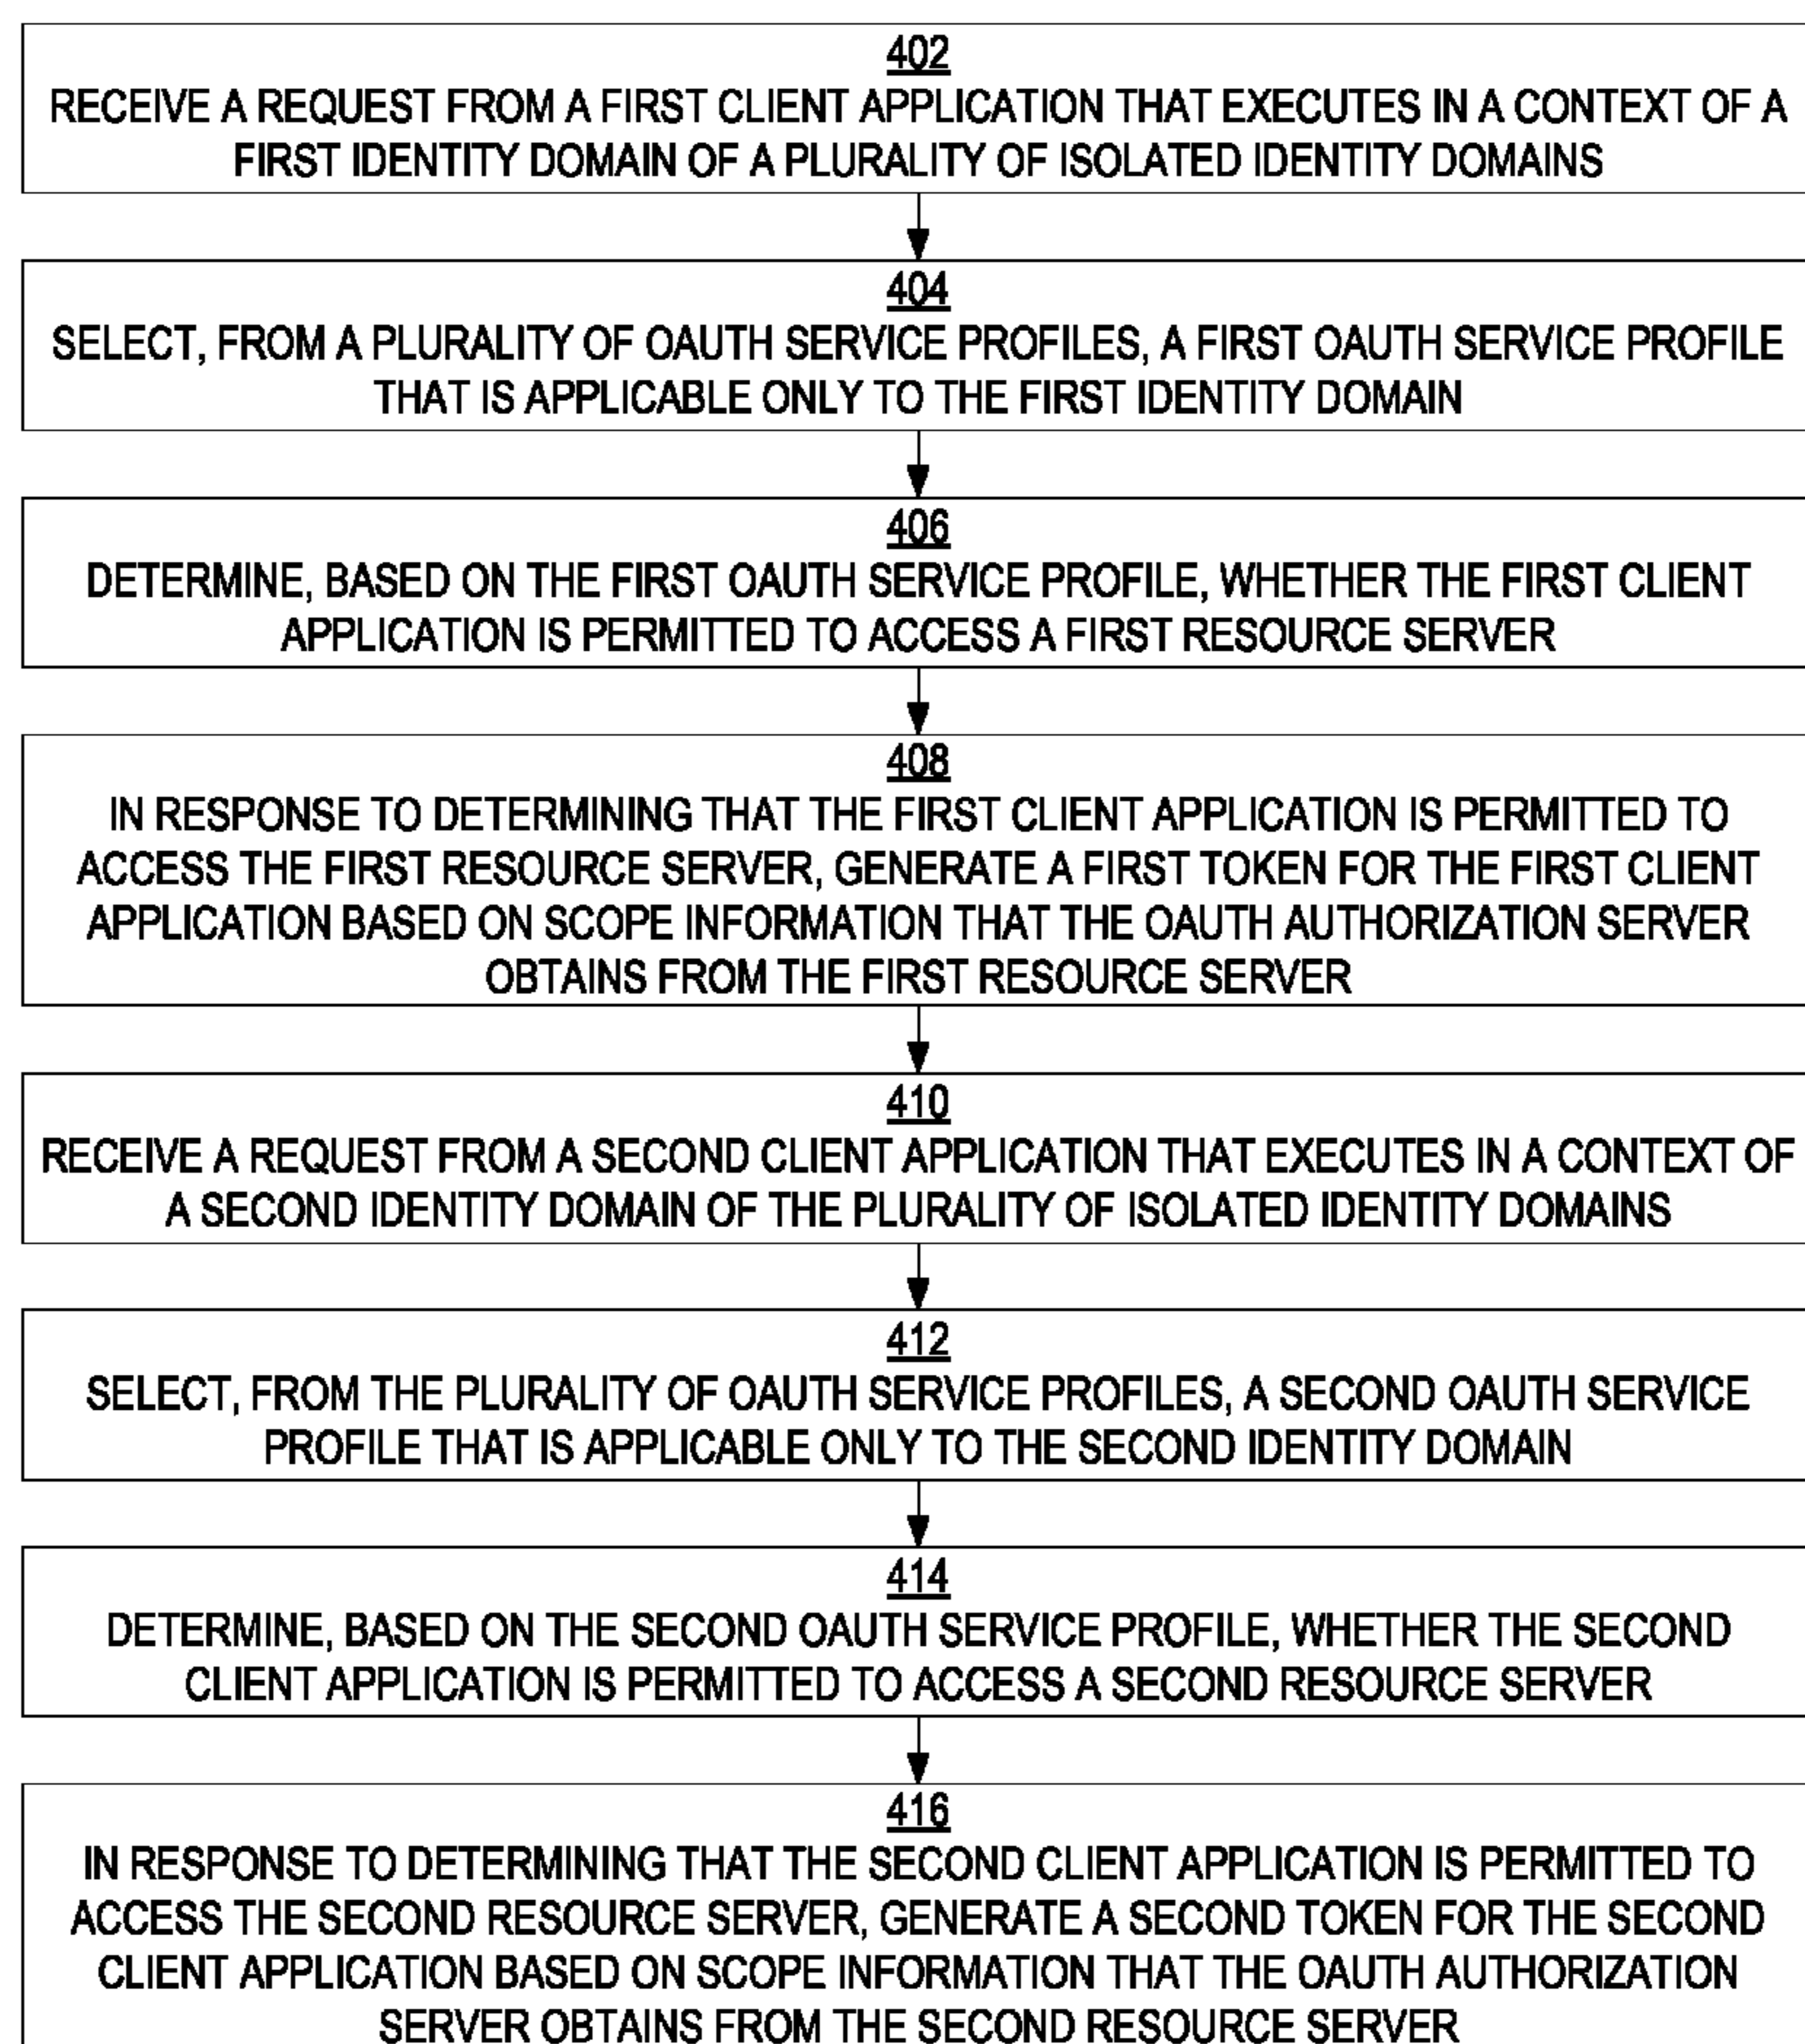 402
RECEIVE A REQUEST FROM A FIRST CLIENT APPLICATION THAT EXECUTES IN A CONTEXT OF A
FIRST IDENTITY DOMAIN OF A PLURALITY OF ISOLATED IDENTITY DOMAINS
404
SELECT, FROM A PLURALITY OF OAUTH SERVICE PROFILES, A FIRST OAUTH SERVICE PROFILE
THAT IS APPLICABLE ONLY TO THE FIRST IDENTITY DOMAIN
406
DETERMINE, BASED ON THE FIRST OAUTH SERVICE PROFILE, WHETHER THE FIRST CLIENT
APPLICATION IS PERMITTED TO ACCESS A FIRST RESOURCE SERVER
408
IN RESPONSE TO DETERMINING THAT THE FIRST CLIENT APPLICATION IS PERMITTED TO
ACCESS THE FIRST RESOURCE SERVER, GENERATE A FIRST TOKEN FOR THE FIRST CLIENT
APPLICATION BASED ON SCOPE INFORMATION THAT THE OAUTH AUTHORIZATION SERVER
OBTAINS FROM THE FIRST RESOURCE SERVER
410
RECEIVE A REQUEST FROM A SECOND CLIENT APPLICATION THAT EXECUTES IN A CONTEXT OF
A SECOND IDENTITY DOMAIN OF THE PLURALITY OF ISOLATED IDENTITY DOMAINS
412
SELECT, FROM THE PLURALITY OF OAUTH SERVICE PROFILES, A SECOND OAUTH SERVICE
PROFILE THAT IS APPLICABLE ONLY TO THE SECOND IDENTITY DOMAIN
414
DETERMINE, BASED ON THE SECOND OAUTH SERVICE PROFILE, WHETHER THE SECOND
CLIENT APPLICATION IS PERMITTED TO ACCESS A SECOND RESOURCE SERVER
416
IN RESPONSE TO DETERMINING THAT THE SECOND CLIENT APPLICATION IS PERMITTED TO
ACCESS THE SECOND RESOURCE SERVER, GENERATE A SECOND TOKEN FOR THE SECOND
CLIENT APPLICATION BASED ON SCOPE INFORMATION THAT THE OAUTH AUTHORIZATION
SERVER OBTAINS FROM THE SECOND RESOURCE SERVER